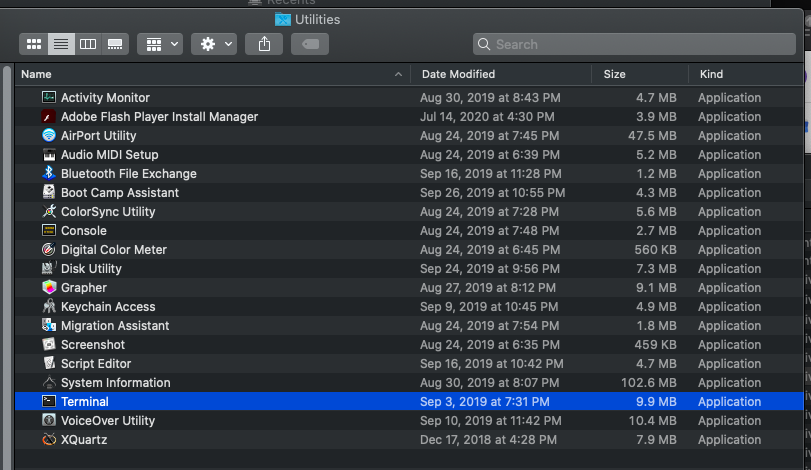 Recents
Utilities
Search
Name Date Modified Size Kind
Activity Monitor Aug 30, 2019 at 8:43 PM 4.7 MB Application
Adobe Flash Player Install Manager Jul 14, 2020 at 4:30 PM 3.9 MB Application
AirPort Utility Aug 24, 2019 at 7:45 PM 47.5 MB Application
Audio MIDI Setup Aug 24, 2019 at 6:39 PM 5.2 MB Application
Bluetooth File Exchange Sep 16, 2019 at 11:28 PM 1.2 MB Application
Boot Camp Assistant Sep 26, 2019 at 10:55 PM 4.3 MB Application
ColorSync Utility Aug 24, 2019 at 7:28 PM 5.6 MB Application
Console Aug 24, 2019 at 7:48 PM 2.7 MB Application
Digital Color Meter Aug 24, 2019 at 6:45 PM 560 KB Application
Disk Utility Sep 24, 2019 at 9:56 PM 7.3 MB Application
Grapher Aug 27, 2019 at 8:12 PM 9.1 MB Application
Keychain Access Sep 9, 2019 at 10:45 PM 4.9 MB Application
Migration Assistant Aug 24, 2019 at 7:54 PM 1.8 MB Application
Screenshot Aug 24, 2019 at 6:35 PM 459 KB Application
Script Editor Sep 16, 2019 at 10:42 PM 4.7 MB Application
System Information Aug 30, 2019 at 8:07 PM 102.6 MB Application
Terminal Sep 3, 2019 at 7:31 PM 9.9 MB Application
VoiceOver Utility Sep 10, 2019 at 11:42 PM 10.4 MB Application
XQuartz Dec 17, 2018 at 4:28 PM 7.9 MB Application